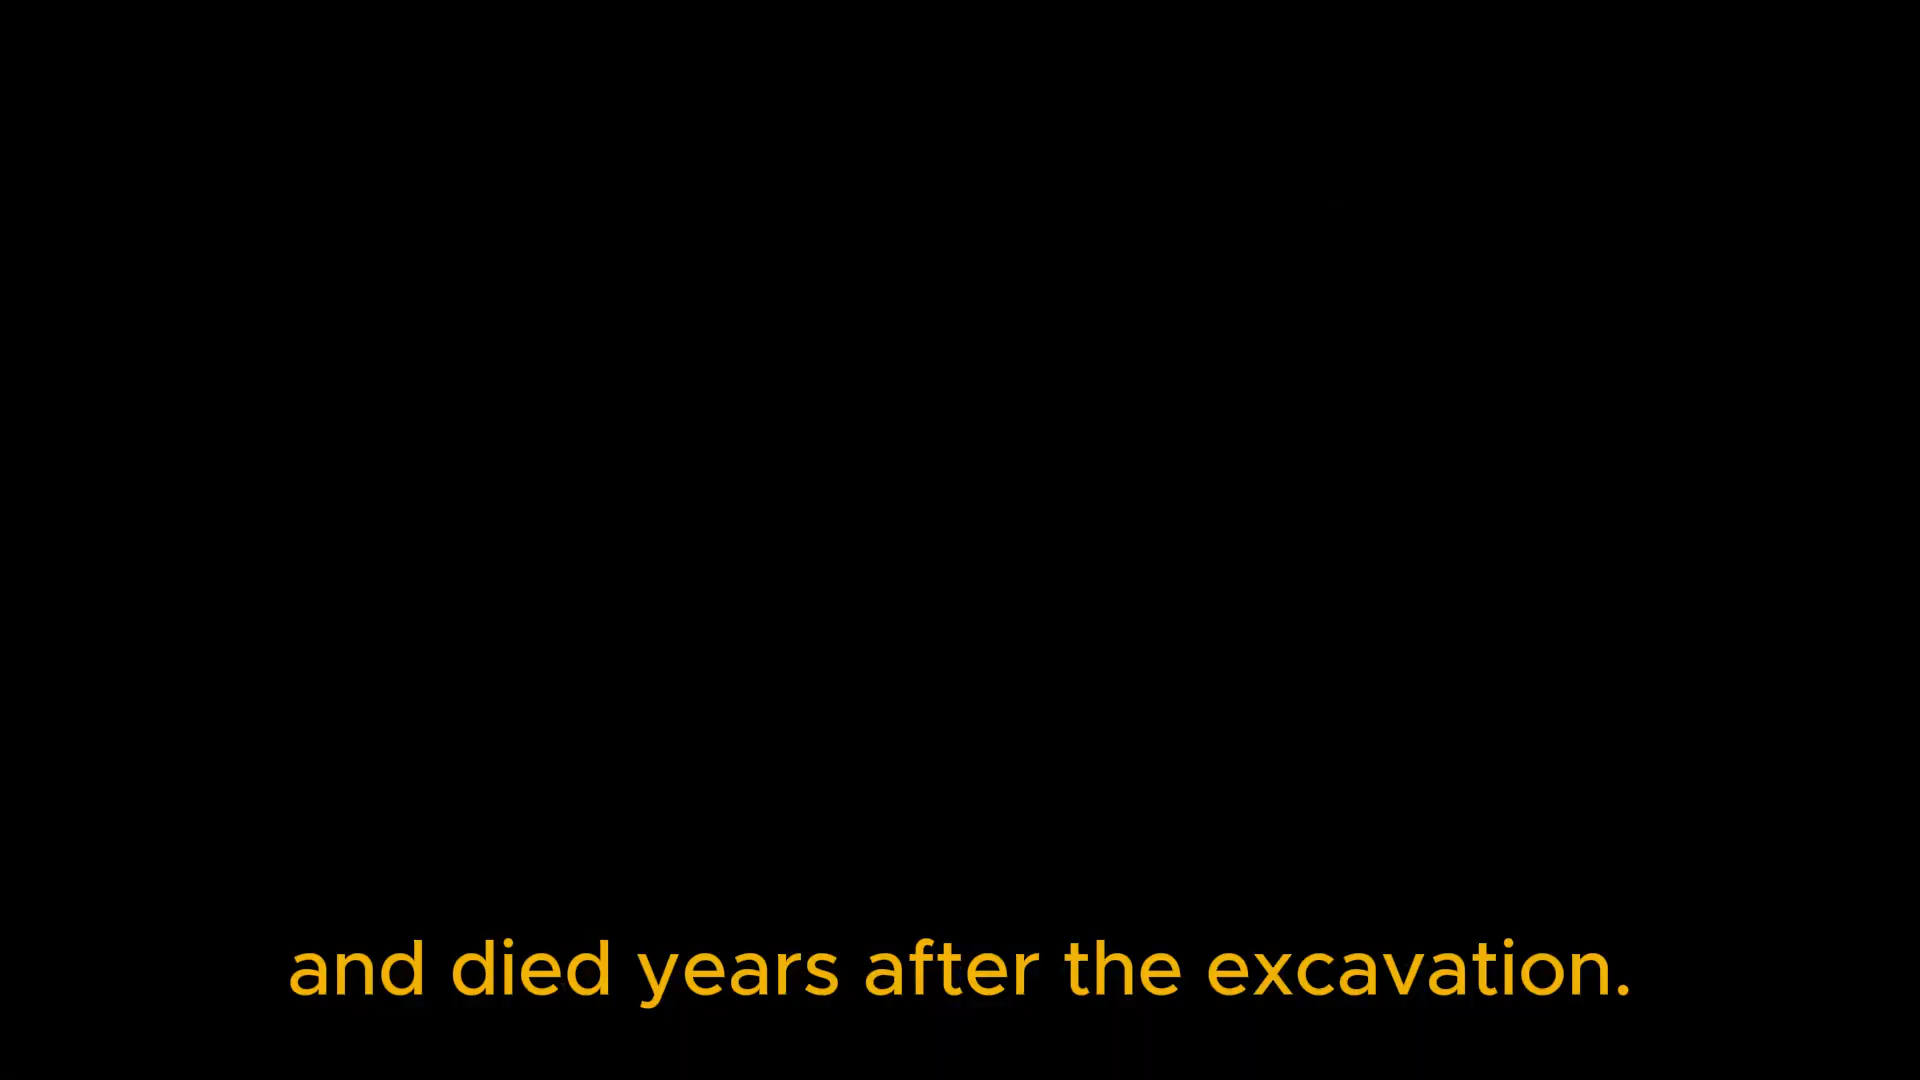 and died years after the excavation.